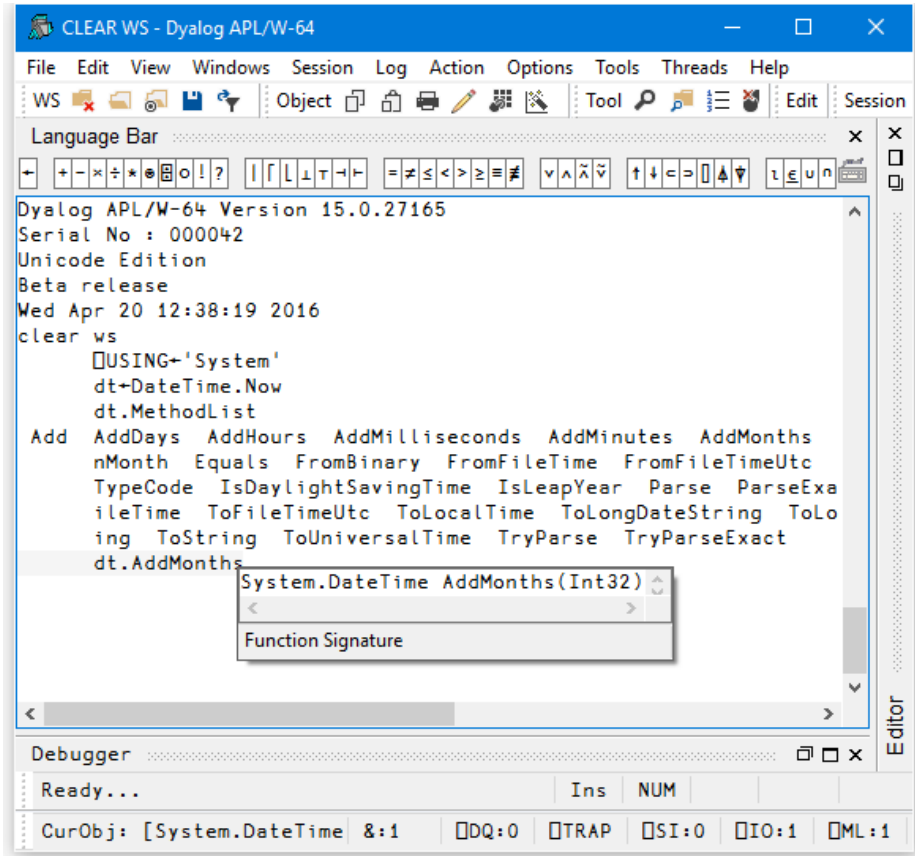 CLEAR WS - Dyalog APL/W-64
File Edit View Windows Session Log Action Options Tools Threads Help
WS Object Tool Edit Session
Language Bar
← + - × ÷ * ⍟ ⌹ ○ ! ? | ⌈ ⌊ ⊥ ⊤ ⊣ ⊢ = ≠ ≤ < > ≥ ≡ ≢ ∨ ∧ ⍲ ⍱ ↑ ↓ ⊂ ⊃ ⌷ ⍋ ⍒ ⍳ ⍷ ∪ ∩
Dyalog APL/W-64 Version 15.0.27165
Serial No : 000042
Unicode Edition
Beta release
Wed Apr 20 12:38:19 2016
clear ws
⎕USING←'System'
dt←DateTime.Now
dt.MethodList
Add AddDays AddHours AddMilliseconds AddMinutes AddMonths
nMonth Equals FromBinary FromFileTime FromFileTimeUtc
TypeCode IsDaylightSavingTime IsLeapYear Parse ParseExa
ileTime ToFileTimeUtc ToLocalTime ToLongDateString ToLo
ing ToString ToUniversalTime TryParse TryParseExact
dt.AddMonths
System.DateTime AddMonths(Int32)
Function Signature
Editor
Debugger
Ready... Ins NUM
CurObj: [System.DateTime &:1 ⎕DQ:0 ⎕TRAP ⎕SI:0 ⎕IO:1 ⎕ML:1